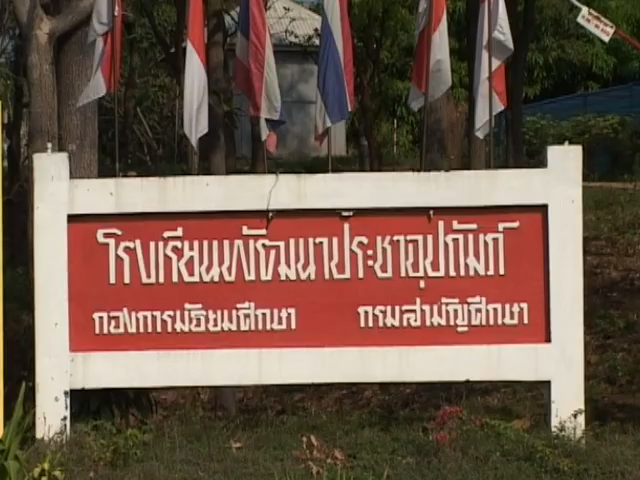 โรงเรียนพัฒนาประชาอุปถัมภ์
กองการมัธยมศึกษา กรมสามัญศึกษา